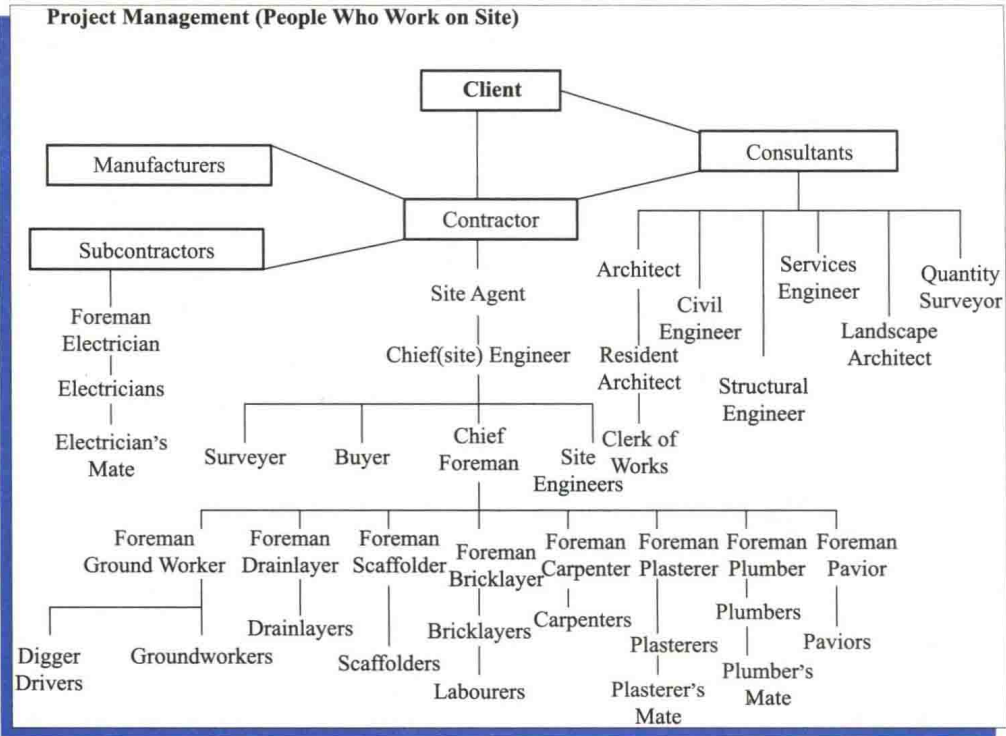 Project Management (People Who Work on Site)
Client
Consultants
Manufacturers
Contractor
Subcontractors
Architect
Services
Engineer
Quantity
Surveyor
Site Agent
Civil
Engineer
Foreman
Electrician
Landscape
Architect
Chief(site) Engineer
Resident
Architect
Structural
Engineer
Electricians
Electrician's
Mate
Surveyer
Buyer
Chief
Foreman
Site
Engineers
Clerk of
Works
Foreman
Ground Worker
Foreman
Drainlayer
Foreman
Scaffolder
Foreman
Bricklayer
Foreman
Carpenter
Foreman
Plasterer
Foreman
Plumber
Foreman
Pavior
Digger
Drivers
Groundworkers
Drainlayers
Scaffolders
Bricklayers
Labourers
Carpenters
Plasterers
Plasterer's
Mate
Plumbers
Plumber's
Mate
Paviors